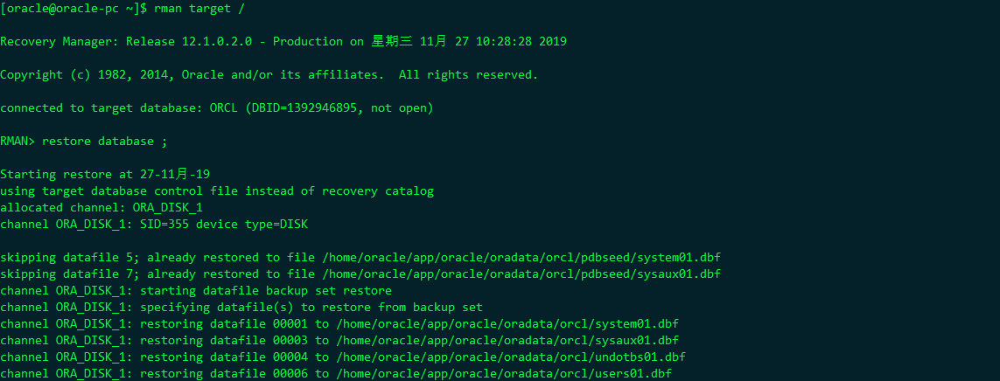 [oracle@oracle-pc ~]$ rman target /
Recovery Manager: Release 12.1.0.2.0 - Production on 星期三 11月 27 10:28:28 2019
Copyright (c) 1982, 2014, Oracle and/or its affiliates.  All rights reserved.
connected to target database: ORCL (DBID=1392946895, not open)
RMAN> restore database ;
Starting restore at 27-11月-19
using target database control file instead of recovery catalog
allocated channel: ORA_DISK_1
channel ORA_DISK_1: SID=355 device type=DISK
skipping datafile 5; already restored to file /home/oracle/app/oracle/oradata/orcl/pdbseed/system01.dbf
skipping datafile 7; already restored to file /home/oracle/app/oracle/oradata/orcl/pdbseed/sysaux01.dbf
channel ORA_DISK_1: starting datafile backup set restore
channel ORA_DISK_1: specifying datafile(s) to restore from backup set
channel ORA_DISK_1: restoring datafile 00001 to /home/oracle/app/oracle/oradata/orcl/system01.dbf
channel ORA_DISK_1: restoring datafile 00003 to /home/oracle/app/oracle/oradata/orcl/sysaux01.dbf
channel ORA_DISK_1: restoring datafile 00004 to /home/oracle/app/oracle/oradata/orcl/undotbs01.dbf
channel ORA_DISK_1: restoring datafile 00006 to /home/oracle/app/oracle/oradata/orcl/users01.dbf